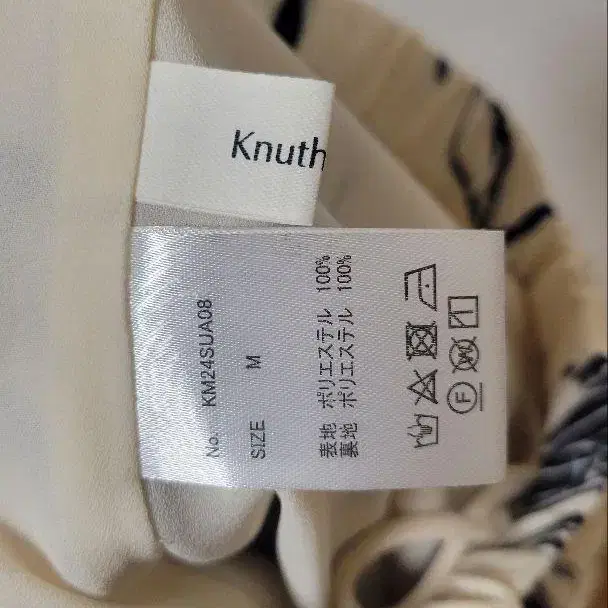 Knuth
No. KM24SUA08
SIZE M
表地 ポリエステル 100%
裏地 ポリエステル 100%
F W